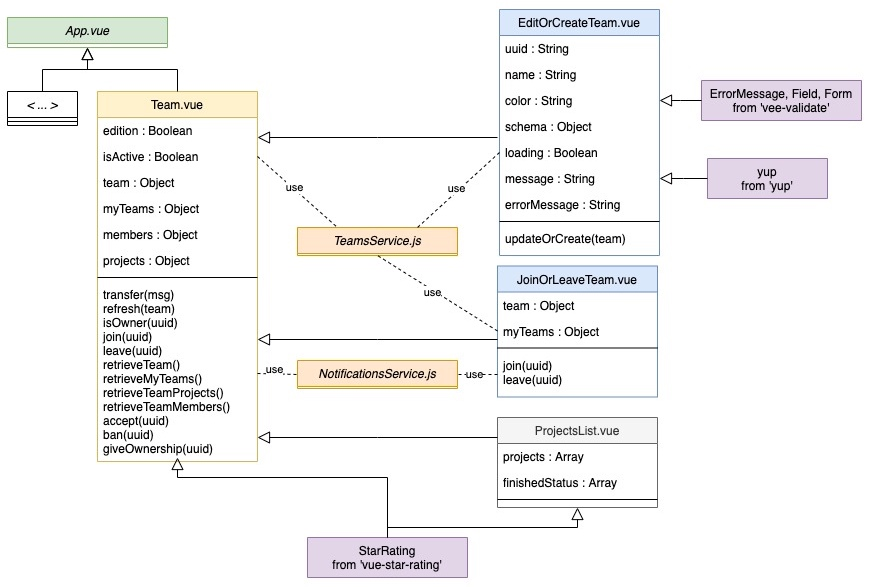 App.vue
< ... >
Team.vue
edition : Boolean
isActive : Boolean
team : Object
myTeams : Object
members : Object
projects : Object
transfer(msg)
refresh(team)
isOwner(uuid)
join(uuid)
leave(uuid)
retrieveTeam()
retrieveMyTeams()
retrieveTeamProjects()
retrieveTeamMembers()
accept(uuid)
ban(uuid)
giveOwnership(uuid)
use
use
TeamsService.js
use
use
NotificationsService.js
use
EditOrCreateTeam.vue
uuid : String
name : String
color : String
schema : Object
loading : Boolean
message : String
errorMessage : String
updateOrCreate(team)
ErrorMessage, Field, Form
from 'vee-validate'
yup
from 'yup'
JoinOrLeaveTeam.vue
team : Object
myTeams : Object
join(uuid)
leave(uuid)
ProjectsList.vue
projects : Array
finishedStatus : Array
StarRating
from 'vue-star-rating'